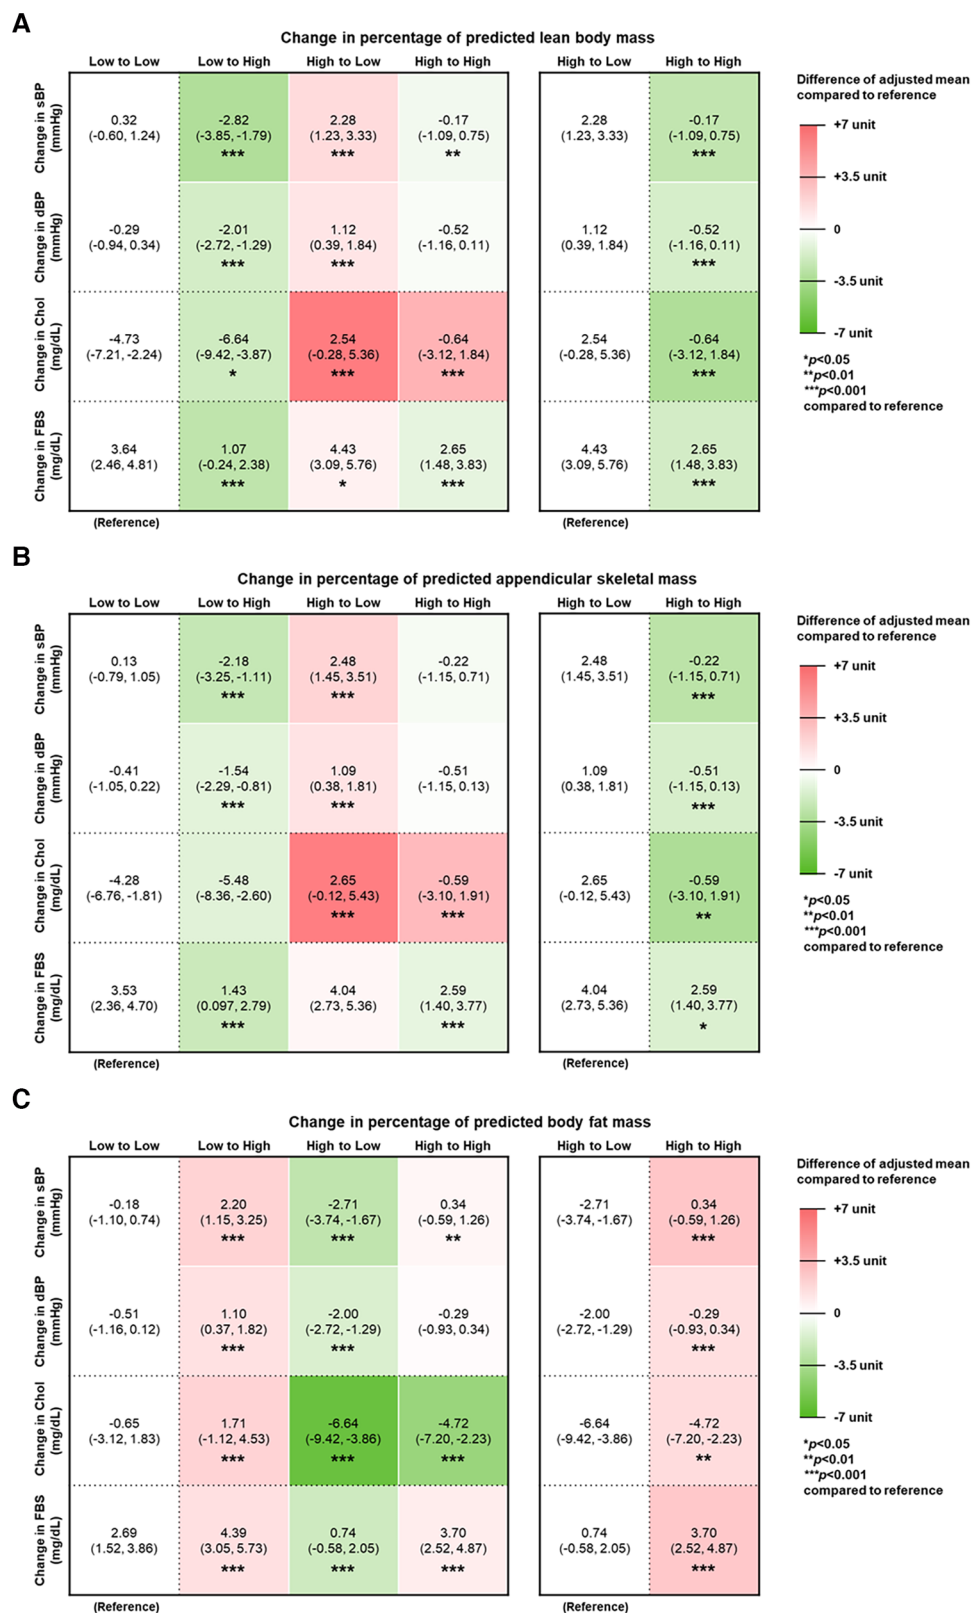 A
Change in percentage of predicted lean body mass
Low to Low Low to High High to Low High to High High to Low High to High
Change in sBP
(mmHg)
0.32 -2.82 2.28 -0.17 2.28 -0.17
(-0.60, 1.24) (-3.85, -1.79) (1.23, 3.33) (-1.09, 0.75) (1.23, 3.33) (-1.09, 0.75)
*** *** ** ***
Change in dBP
(mmHg)
-0.29 -2.01 1.12 -0.52 1.12 -0.52
(-0.94, 0.34) (-2.72, -1.29) (0.39, 1.84) (-1.16, 0.11) (0.39, 1.84) (-1.16, 0.11)
*** *** ***
Change in Chol
(mg/dL)
-4.73 -6.64 2.54 -0.64 2.54 -0.64
(-7.21, -2.24) (-9.42, -3.87) (-0.28, 5.36) (-3.12, 1.84) (-0.28, 5.36) (-3.12, 1.84)
* *** *** ***
Change in FBS
(mg/dL)
3.64 1.07 4.43 2.65 4.43 2.65
(2.46, 4.81) (-0.24, 2.38) (3.09, 5.76) (1.48, 3.83) (3.09, 5.76) (1.48, 3.83)
*** * *** ***
(Reference) (Reference)
Difference of adjusted mean
compared to reference
+7 unit
+3.5 unit
0
-3.5 unit
-7 unit
*p<0.05
**p<0.01
***p<0.001
compared to reference
B
Change in percentage of predicted appendicular skeletal mass
Low to Low Low to High High to Low High to High High to Low High to High
Change in sBP
(mmHg)
0.13 -2.18 2.48 -0.22 2.48 -0.22
(-0.79, 1.05) (-3.25, -1.11) (1.45, 3.51) (-1.15, 0.71) (1.45, 3.51) (-1.15, 0.71)
*** *** ***
Change in dBP
(mmHg)
-0.41 -1.54 1.09 -0.51 1.09 -0.51
(-1.05, 0.22) (-2.29, -0.81) (0.38, 1.81) (-1.15, 0.13) (0.38, 1.81) (-1.15, 0.13)
*** *** ***
Change in Chol
(mg/dL)
-4.28 -5.48 2.65 -0.59 2.65 -0.59
(-6.76, -1.81) (-8.36, -2.60) (-0.12, 5.43) (-3.10, 1.91) (-0.12, 5.43) (-3.10, 1.91)
*** *** **
Change in FBS
(mg/dL)
3.53 1.43 4.04 2.59 4.04 2.59
(2.36, 4.70) (0.097, 2.79) (2.73, 5.36) (1.40, 3.77) (2.73, 5.36) (1.40, 3.77)
*** *** *
(Reference) (Reference)
Difference of adjusted mean
compared to reference
+7 unit
+3.5 unit
0
-3.5 unit
-7 unit
*p<0.05
**p<0.01
***p<0.001
compared to reference
C
Change in percentage of predicted body fat mass
Low to Low Low to High High to Low High to High High to Low High to High
Change in sBP
(mmHg)
-0.18 2.20 -2.71 0.34 -2.71 0.34
(-1.10, 0.74) (1.15, 3.25) (-3.74, -1.67) (-0.59, 1.26) (-3.74, -1.67) (-0.59, 1.26)
*** *** ** ***
Change in dBP
(mmHg)
-0.51 1.10 -2.00 -0.29 -2.00 -0.29
(-1.16, 0.12) (0.37, 1.82) (-2.72, -1.29) (-0.93, 0.34) (-2.72, -1.29) (-0.93, 0.34)
*** *** ***
Change in Chol
(mg/dL)
-0.65 1.71 -6.64 -4.72 -6.64 -4.72
(-3.12, 1.83) (-1.12, 4.53) (-9.42, -3.86) (-7.20, -2.23) (-9.42, -3.86) (-7.20, -2.23)
*** *** *** **
Change in FBS
(mg/dL)
2.69 4.39 0.74 3.70 0.74 3.70
(1.52, 3.86) (3.05, 5.73) (-0.58, 2.05) (2.52, 4.87) (-0.58, 2.05) (2.52, 4.87)
*** *** *** ***
(Reference) (Reference)
Difference of adjusted mean
compared to reference
+7 unit
+3.5 unit
0
-3.5 unit
-7 unit
*p<0.05
**p<0.01
***p<0.001
compared to reference